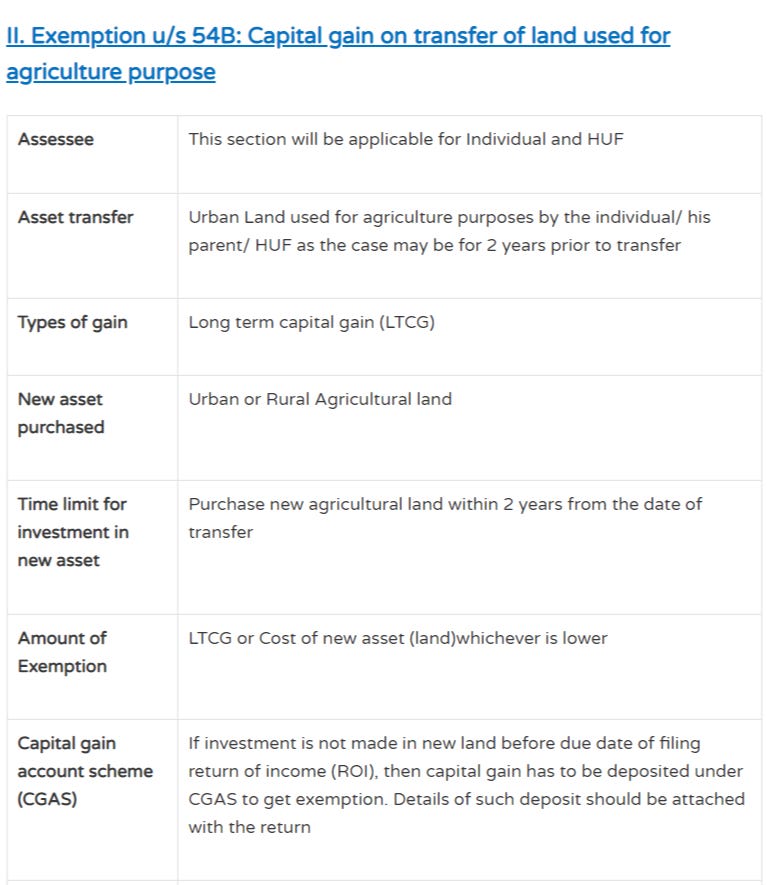 II. Exemption u/s 54B: Capital gain on transfer of land used for
agriculture purpose
Assessee
This section will be applicable for Individual and HUF
Asset transfer
Urban Land used for agriculture purposes by the individual/ his
parent/ HUF as the case may be for 2 years prior to transfer
Types of gain
Long term capital gain (LTCG)
New asset
purchased
Urban or Rural Agricultural land
Time limit for
investment in
new asset
Purchase new agricultural land within 2 years from the date of
transfer
Amount of
Exemption
LTCG or Cost of new asset (land)whichever is lower
Capital gain
account scheme
(CGAS)
If investment is not made in new land before due date of filing
return of income (ROI), then capital gain has to be deposited under
CGAS to get exemption. Details of such deposit should be attached
with the return